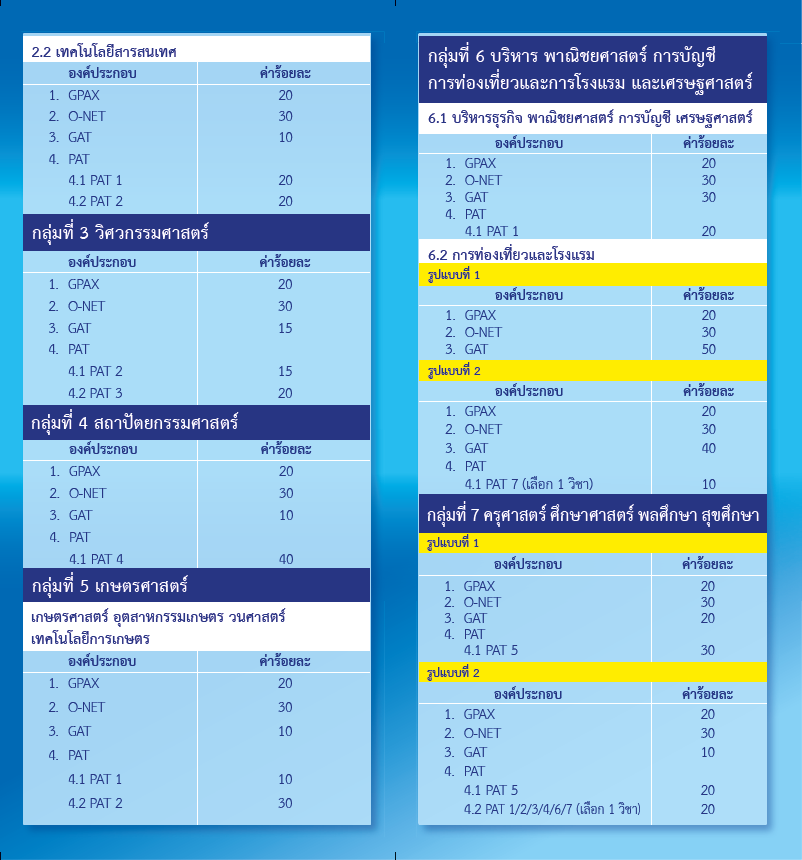 2.2 เทคโนโลยีสารสนเทศ
องค์ประกอบ ค่าร้อยละ
1. GPAX 20
2. O-NET 30
3. GAT 10
4. PAT
4.1 PAT 1 20
4.2 PAT 2 20
กลุ่มที่ 3 วิศวกรรมศาสตร์
องค์ประกอบ ค่าร้อยละ
1. GPAX 20
2. O-NET 30
3. GAT 15
4. PAT
4.1 PAT 2 15
4.2 PAT 3 20
กลุ่มที่ 4 สถาปัตยกรรมศาสตร์
องค์ประกอบ ค่าร้อยละ
1. GPAX 20
2. O-NET 30
3. GAT 10
4. PAT
4.1 PAT 4 40
กลุ่มที่ 5 เกษตรศาสตร์
เกษตรศาสตร์ อุตสาหกรรมเกษตร วนศาสตร์
เทคโนโลยีการเกษตร
องค์ประกอบ ค่าร้อยละ
1. GPAX 20
2. O-NET 30
3. GAT 10
4. PAT
4.1 PAT 1 10
4.2 PAT 2 30
กลุ่มที่ 6 บริหาร พาณิชยศาสตร์ การบัญชี
การท่องเที่ยวและการโรงแรม และเศรษฐศาสตร์
6.1 บริหารธุรกิจ พาณิชยศาสตร์ การบัญชี เศรษฐศาสตร์
องค์ประกอบ ค่าร้อยละ
1. GPAX 20
2. O-NET 30
3. GAT 30
4. PAT
4.1 PAT 1 20
6.2 การท่องเที่ยวและโรงแรม
รูปแบบที่ 1
องค์ประกอบ ค่าร้อยละ
1. GPAX 20
2. O-NET 30
3. GAT 50
รูปแบบที่ 2
องค์ประกอบ ค่าร้อยละ
1. GPAX 20
2. O-NET 30
3. GAT 40
4. PAT
4.1 PAT 7 (เลือก 1 วิชา) 10
กลุ่มที่ 7 ครุศาสตร์ ศึกษาศาสตร์ พลศึกษา สุขศึกษา
รูปแบบที่ 1
องค์ประกอบ ค่าร้อยละ
1. GPAX 20
2. O-NET 30
3. GAT 20
4. PAT
4.1 PAT 5 30
รูปแบบที่ 2
องค์ประกอบ ค่าร้อยละ
1. GPAX 20
2. O-NET 30
3. GAT 10
4. PAT
4.1 PAT 5 20
4.2 PAT 1/2/3/4/6/7 (เลือก 1 วิชา) 20